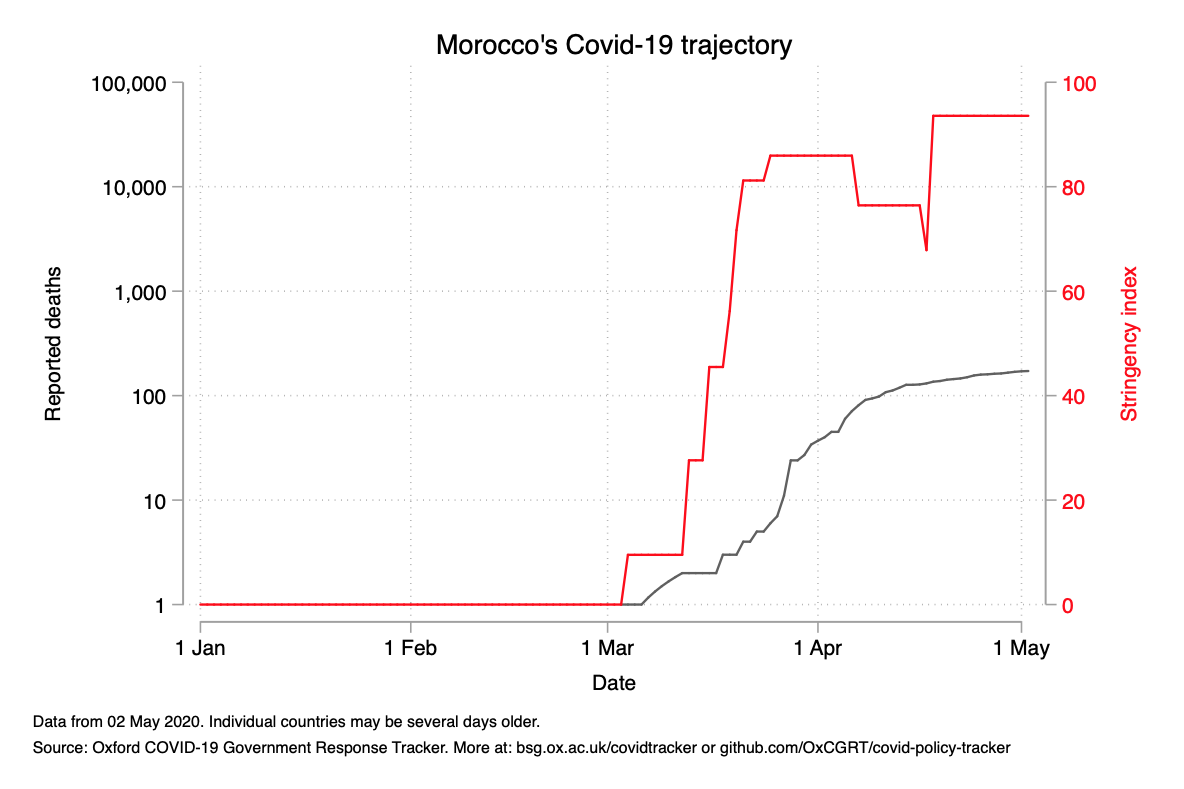 Morocco's Covid-19 trajectory
100,000
10,000
1,000
100
10
1
Reported deaths
100
80
60
40
20
0
Stringency index
1 Jan
1 Feb
1 Mar
1 Apr
1 May
Date
Data from 02 May 2020. Individual countries may be several days older.
Source: Oxford COVID-19 Government Response Tracker. More at: bsg.ox.ac.uk/covidtracker or github.com/OxCGRT/covid-policy-tracker